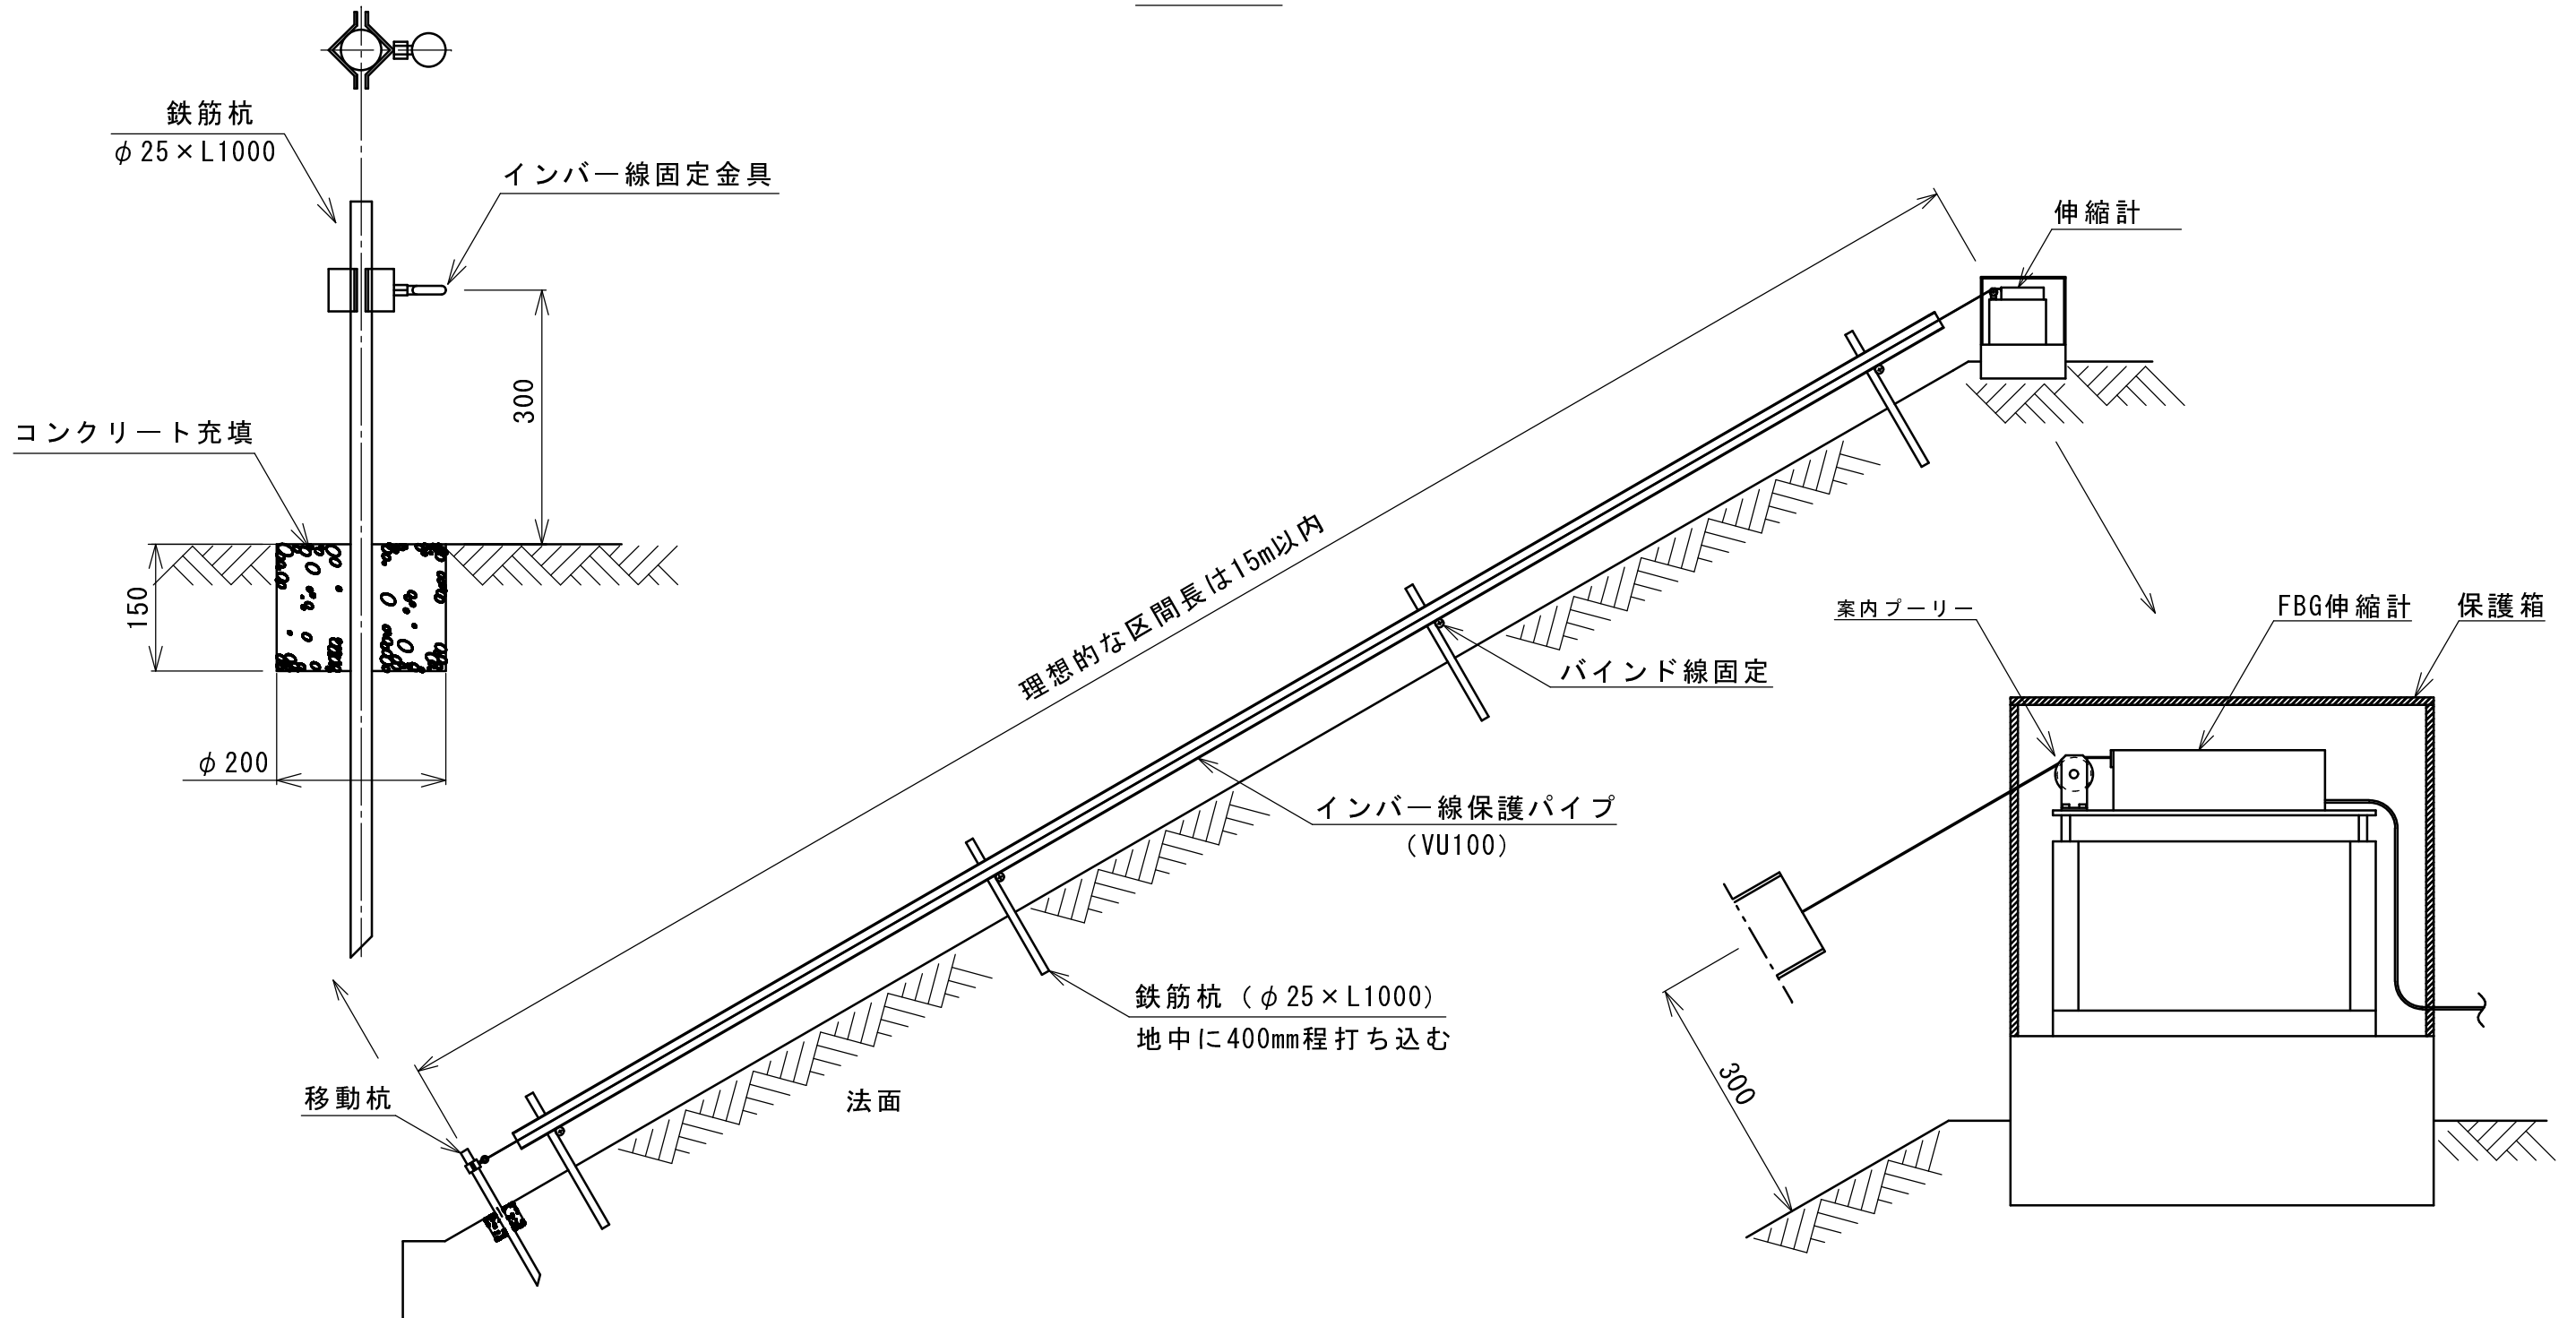 鉄筋杭
φ25×L1000
インバー線固定金具
300
コンクリート充填
150
φ200
伸縮計
理想的な区間長は15m以内
バインド線固定
インバー線保護パイプ
(VU100)
鉄筋杭(φ25×L1000)
地中に400mm程打ち込む
移動杭
法面
案内プーリー
FBG伸縮計
保護箱
300